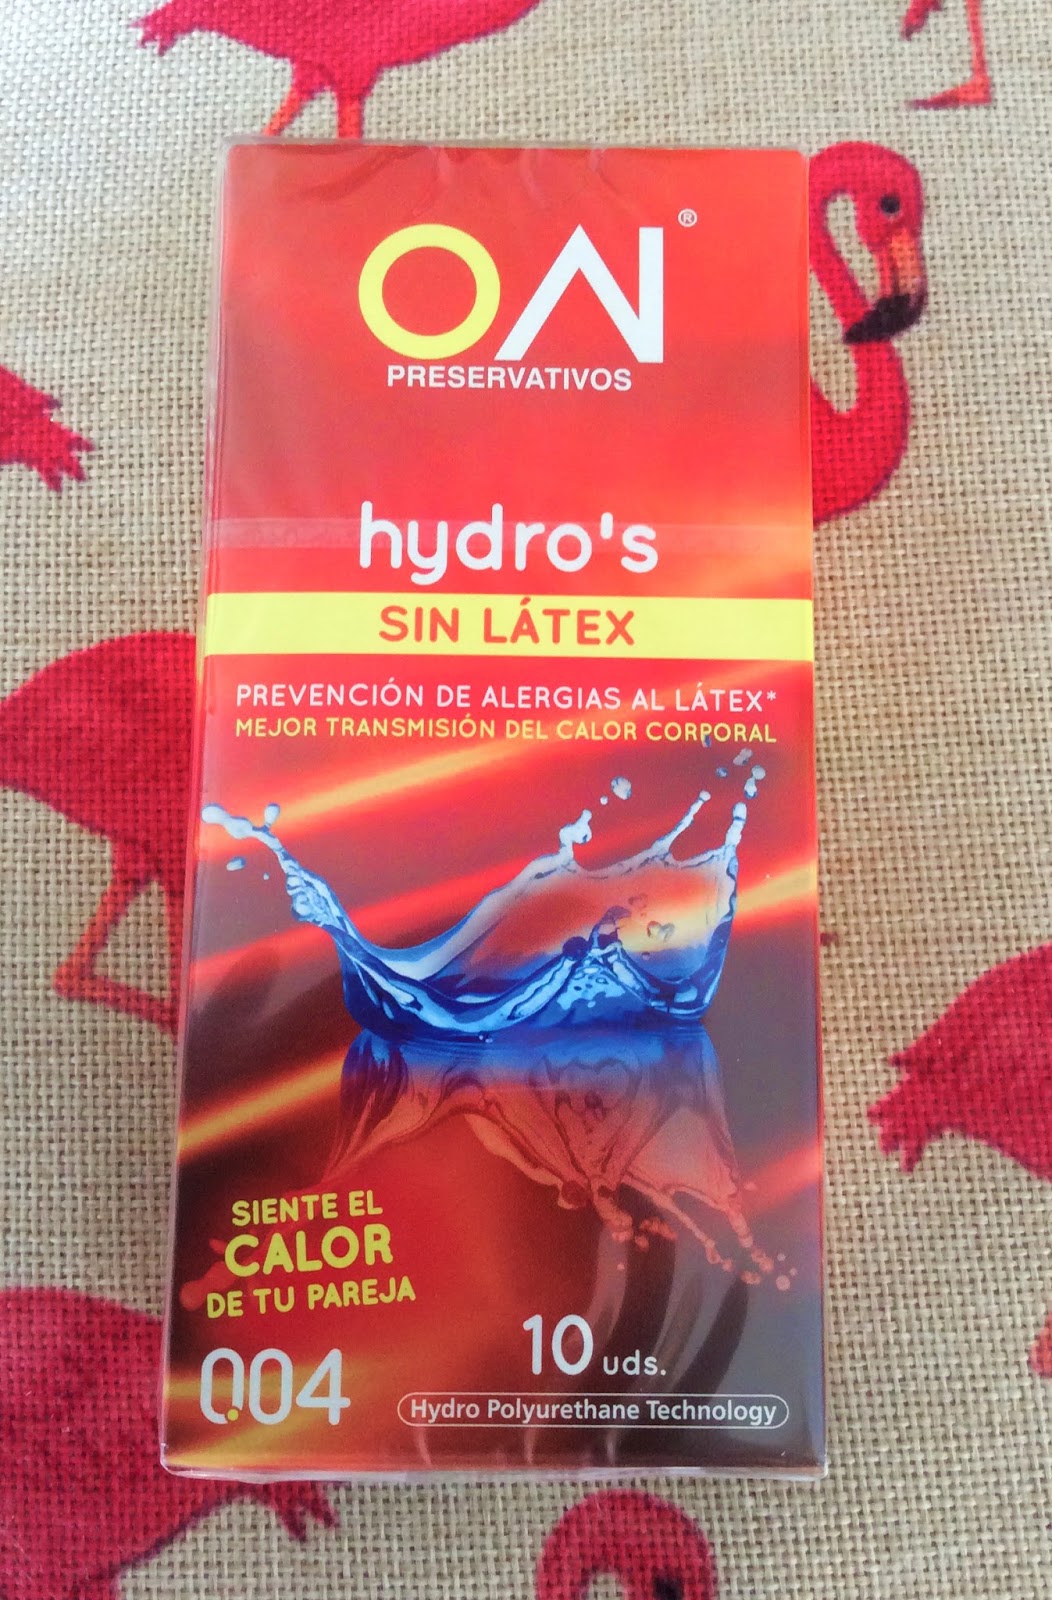 ON®
PRESERVATIVOS
hydro's
SIN LÁTEX
PREVENCIÓN DE ALERGIAS AL LÁTEX*
MEJOR TRANSMISIÓN DEL CALOR CORPORAL
SIENTE EL
CALOR
DE TU PAREJA
0.04
10 uds.
Hydro Polyurethane Technology